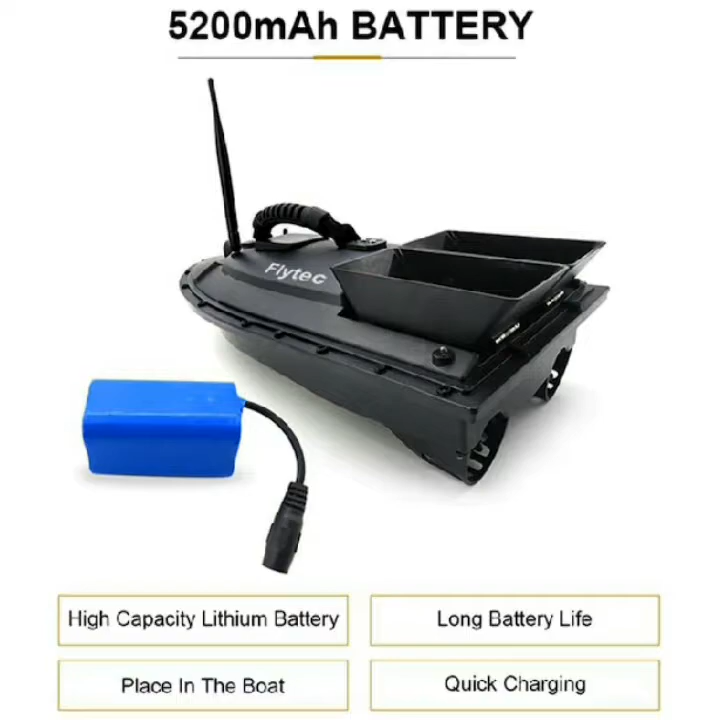 5200mAh BATTERY
Flytec
High Capacity Lithium Battery
Long Battery Life
Place In The Boat
Quick Charging